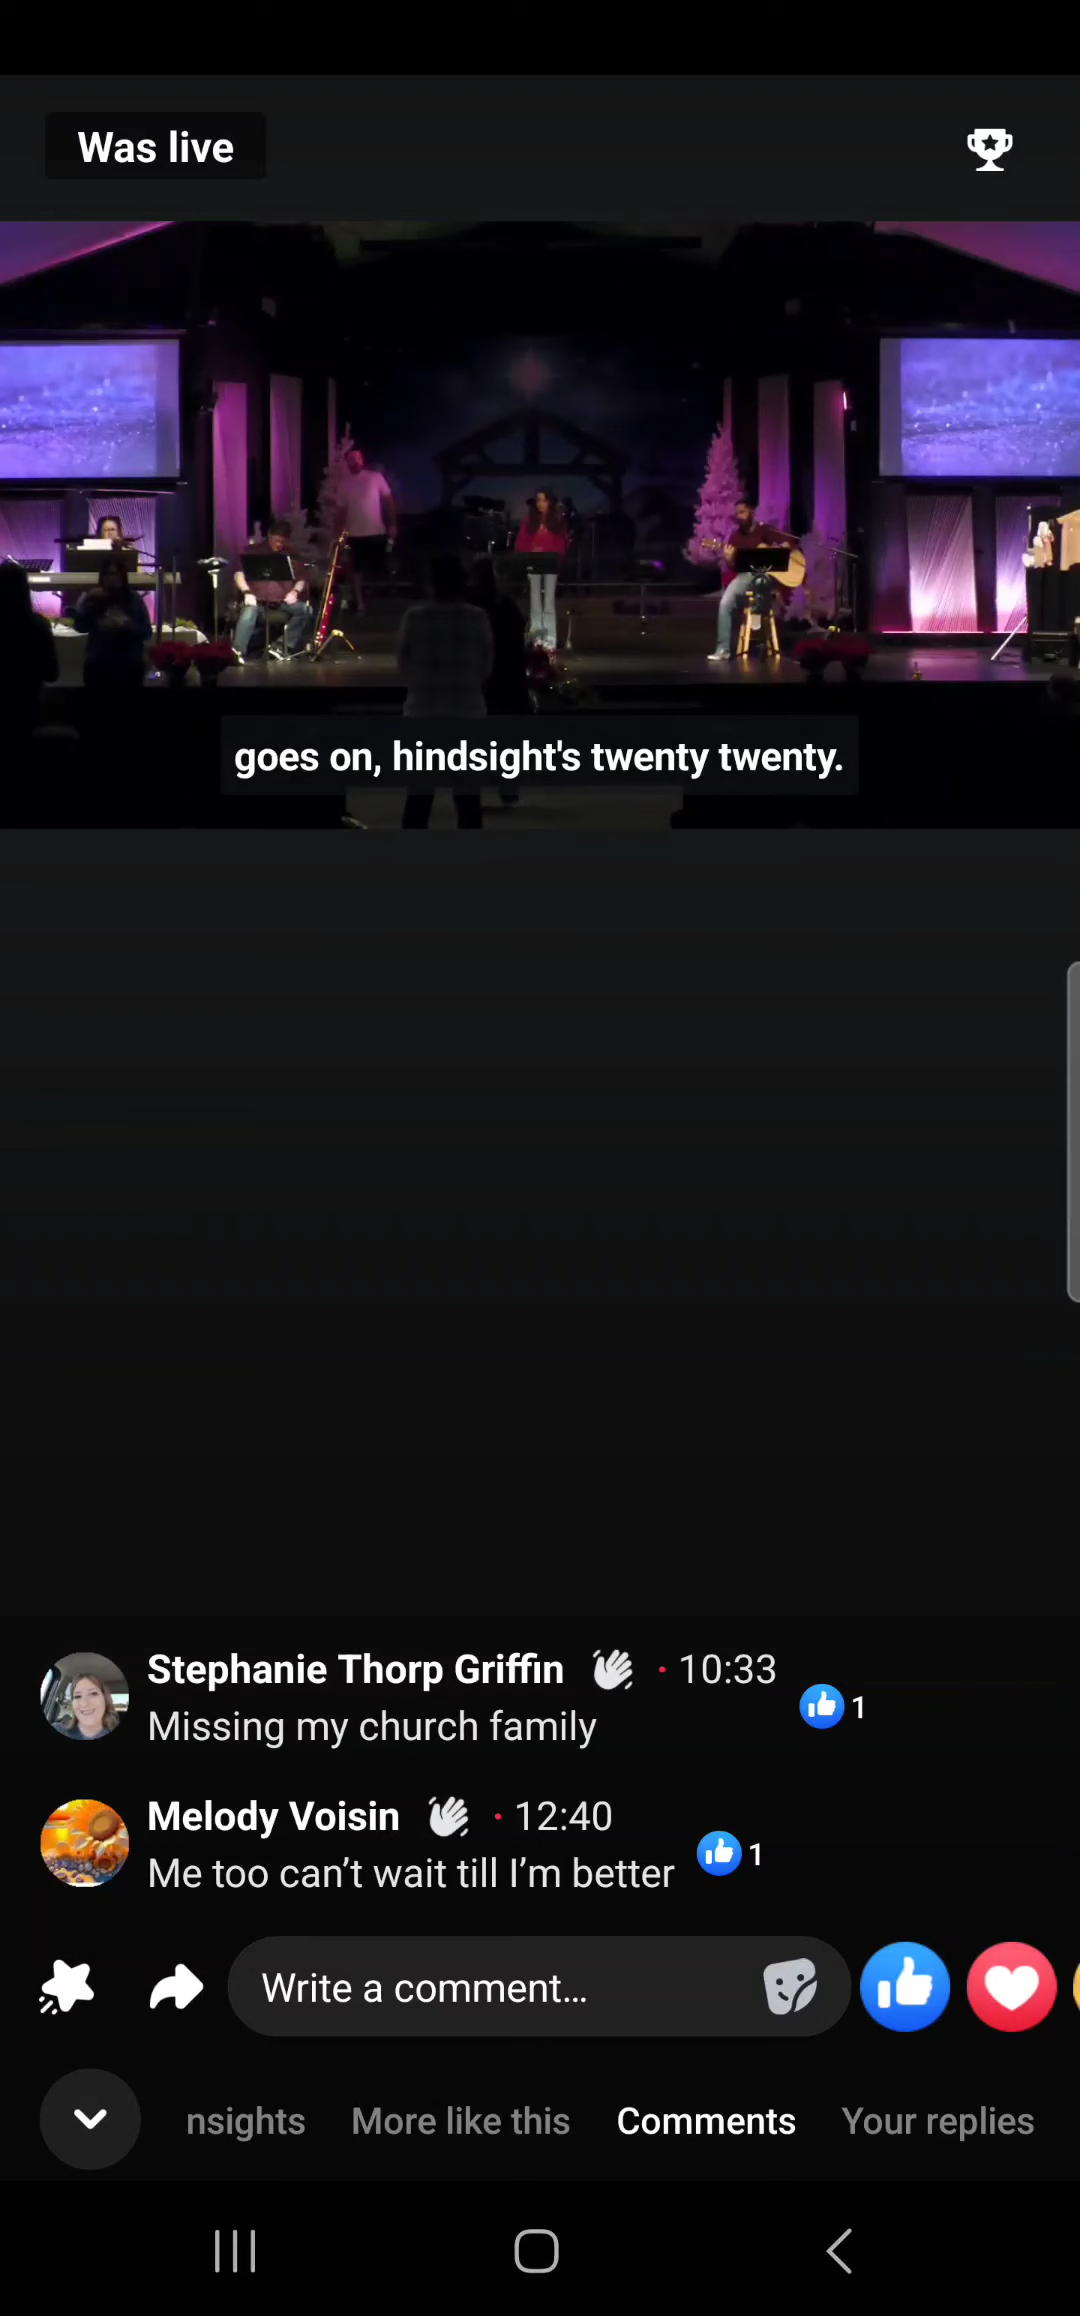 Was live
goes on, hindsight's twenty twenty.
Stephanie Thorp Griffin · 10:33
Missing my church family
1
Melody Voisin · 12:40
Me too can’t wait till I’m better
1
Write a comment...
nsights More like this Comments Your replies